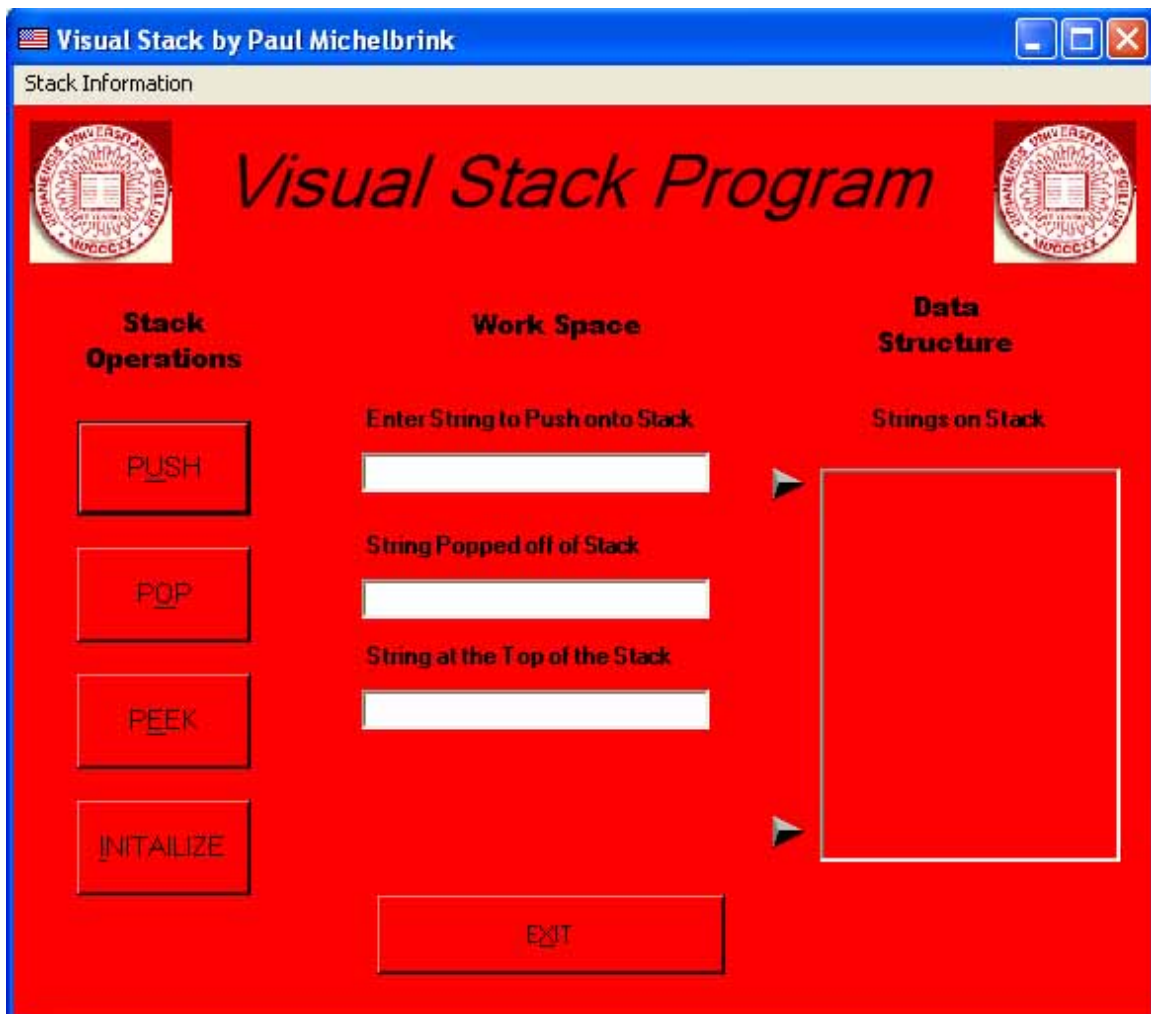 Visual Stack by Paul Michelbrink
Stack Information
Visual Stack Program
Stack
Operations
Work Space
Data
Structure
PUSH
Enter String to Push onto Stack
Strings on Stack
POP
String Popped off of Stack
PEEK
String at the Top of the Stack
INITAILIZE
EXIT